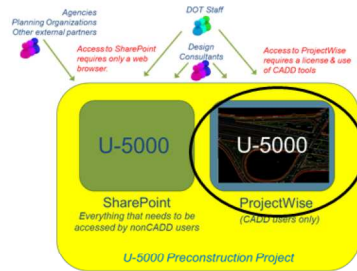 Agencies
Planning Organizations
Other external partners
DOT Staff
Access to SharePoint
requires only a web
browser.
Design
Consultants
Access to ProjectWise
requires a license & use
of CADD tools
U-5000
U-5000
SharePoint
Everything that needs to be
accessed by nonCADD users
ProjectWise
(CADD users only)
U-5000 Preconstruction Project